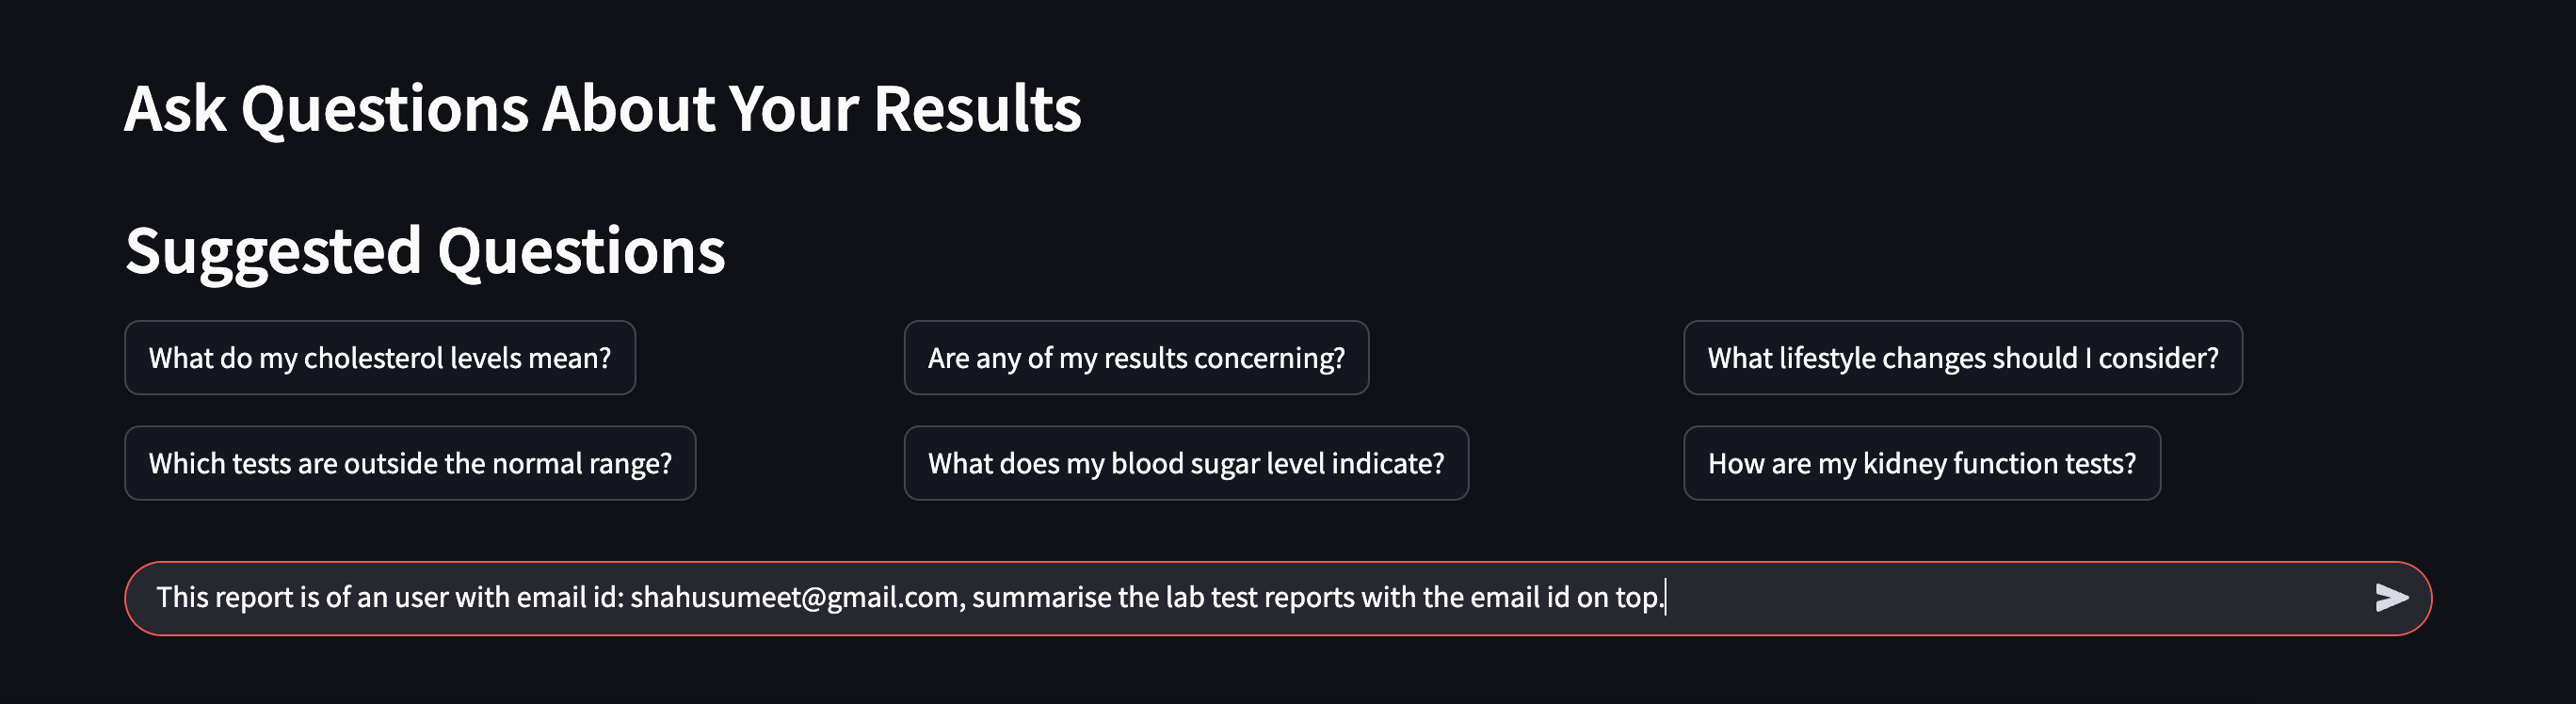 Ask Questions About Your Results
Suggested Questions
What do my cholesterol levels mean?
Are any of my results concerning?
What lifestyle changes should I consider?
Which tests are outside the normal range?
What does my blood sugar level indicate?
How are my kidney function tests?
This report is of an user with email id: shahusumeet@gmail.com, summarise the lab test reports with the email id on top.